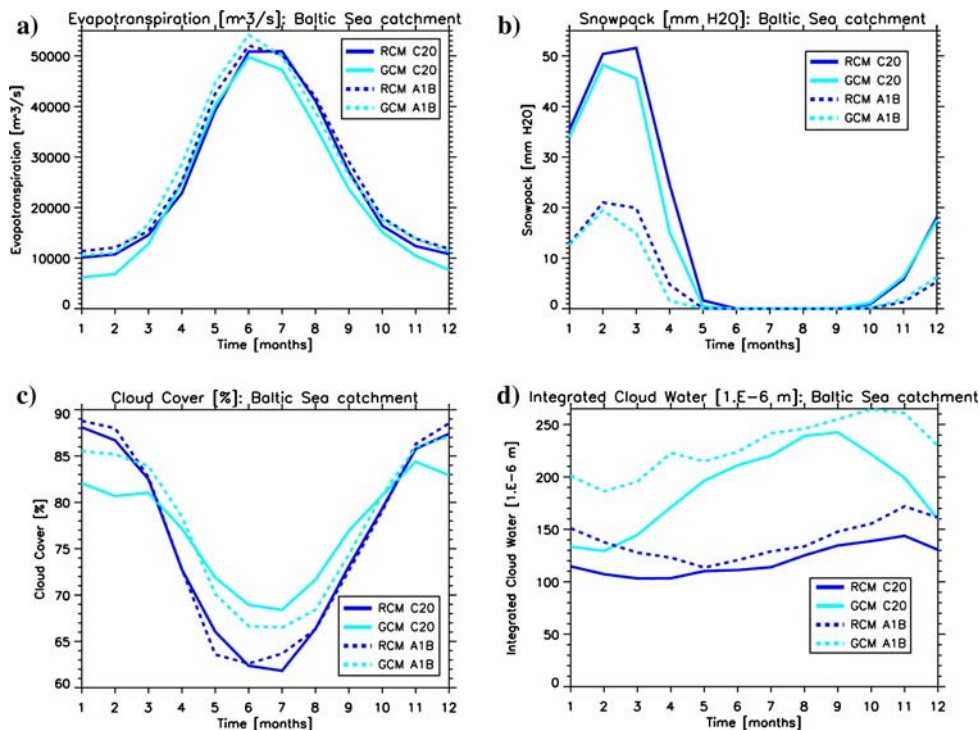 a) Evapotranspiration [m^3/s]: Baltic Sea catchment
Evapotranspiration [m^3/s]
50000
40000
30000
20000
10000
0
RCM C20
GCM C20
RCM A1B
GCM A1B
1 2 3 4 5 6 7 8 9 10 11 12
Time [months]
b) Snowpack [mm H2O]: Baltic Sea catchment
Snowpack [mm H2O]
60
50
40
30
20
10
0
RCM C20
GCM C20
RCM A1B
GCM A1B
1 2 3 4 5 6 7 8 9 10 11 12
Time [months]
c) Cloud Cover [%]: Baltic Sea catchment
Cloud Cover [%]
90
85
80
75
70
65
60
RCM C20
GCM C20
RCM A1B
GCM A1B
1 2 3 4 5 6 7 8 9 10 11 12
Time [months]
d) Integrated Cloud Water [1.E-6 m]: Baltic Sea catchment
Integrated Cloud Water [1.E-6 m]
250
200
150
100
50
0
RCM C20
GCM C20
RCM A1B
GCM A1B
1 2 3 4 5 6 7 8 9 10 11 12
Time [months]